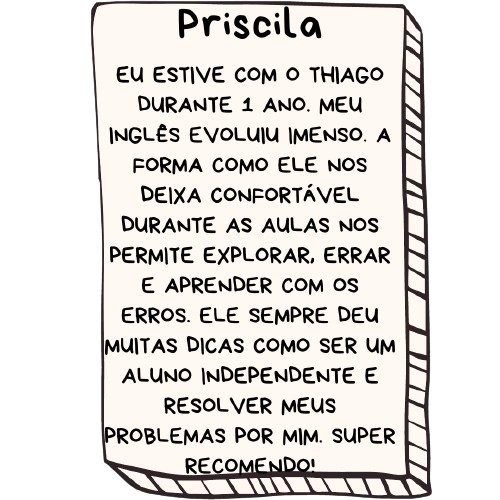 Priscila
EU ESTIVE COM O THIAGO
DURANTE 1 ANO. MEU
INGLÊS EVOLUIU IMENSO. A
FORMA COMO ELE NOS
DEIXA CONFORTÁVEL
DURANTE AS AULAS NOS
PERMITE EXPLORAR, ERRAR
E APRENDER COM OS
ERROS. ELE SEMPRE DEU
MUITAS DICAS COMO SER UM
ALUNO INDEPENDENTE E
RESOLVER MEUS
PROBLEMAS POR MIM. SUPER
RECOMENDO!